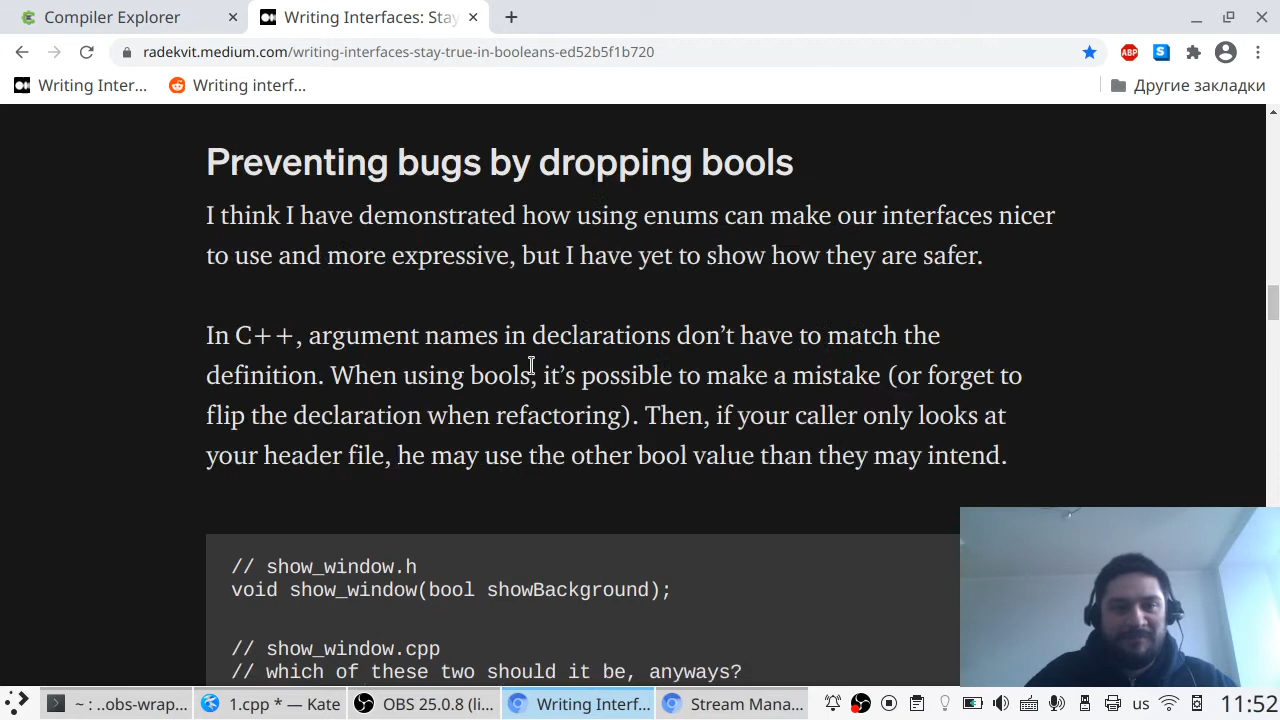 Compiler Explorer
Writing Interfaces: Stay
radekvit.medium.com/writing-interfaces-stay-true-in-booleans-ed52b5f1b720
ABP
S
Writing Inter...
Writing interf...
Другие закладки
Preventing bugs by dropping bools
I think I have demonstrated how using enums can make our interfaces nicer
to use and more expressive, but I have yet to show how they are safer.
In C++, argument names in declarations don’t have to match the
definition. When using bools, it’s possible to make a mistake (or forget to
flip the declaration when refactoring). Then, if your caller only looks at
your header file, he may use the other bool value than they may intend.
// show_window.h
void show_window(bool showBackground);
// show_window.cpp
// which of these two should it be, anyways?
~ : ..obs-wrap...
1.cpp * — Kate
OBS 25.0.8 (li...
Writing Interf...
Stream Mana...
us
11:52